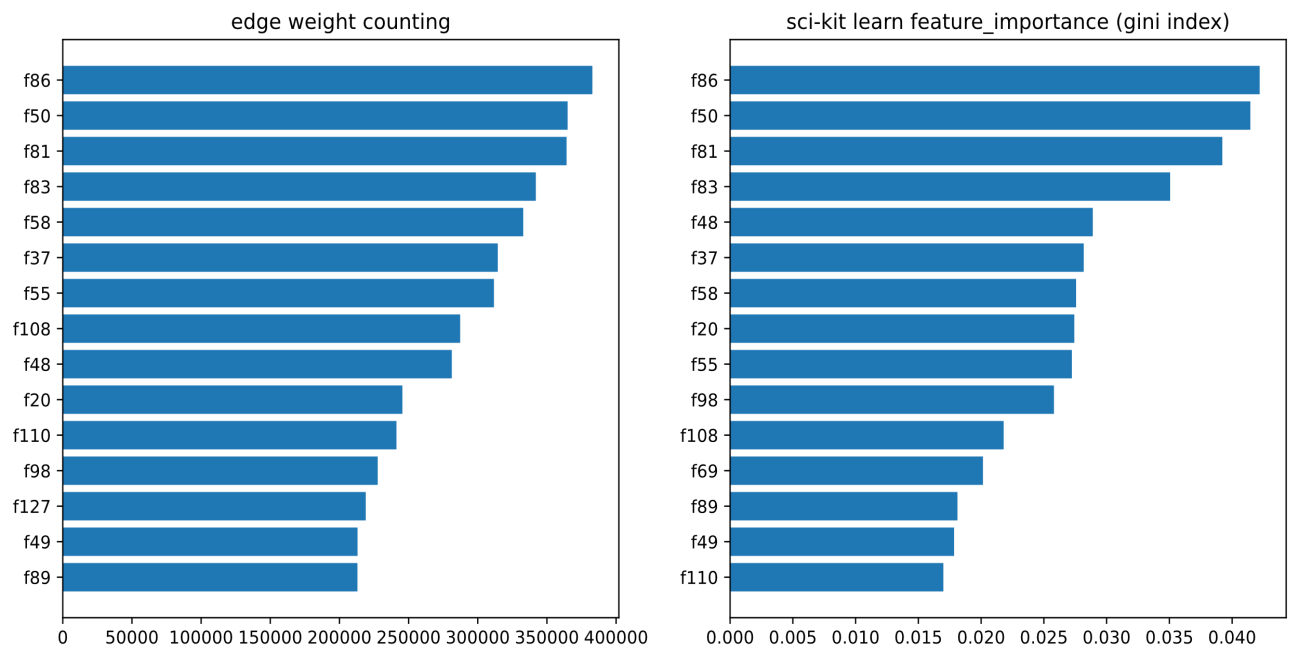 edge weight counting
f86
f50
f81
f83
f58
f37
f55
f108
f48
f20
f110
f98
f127
f49
f89
0 50000 100000 150000 200000 250000 300000 350000 400000
sci-kit learn feature_importance (gini index)
f86
f50
f81
f83
f48
f37
f58
f20
f55
f98
f108
f69
f89
f49
f110
0.000 0.005 0.010 0.015 0.020 0.025 0.030 0.035 0.040